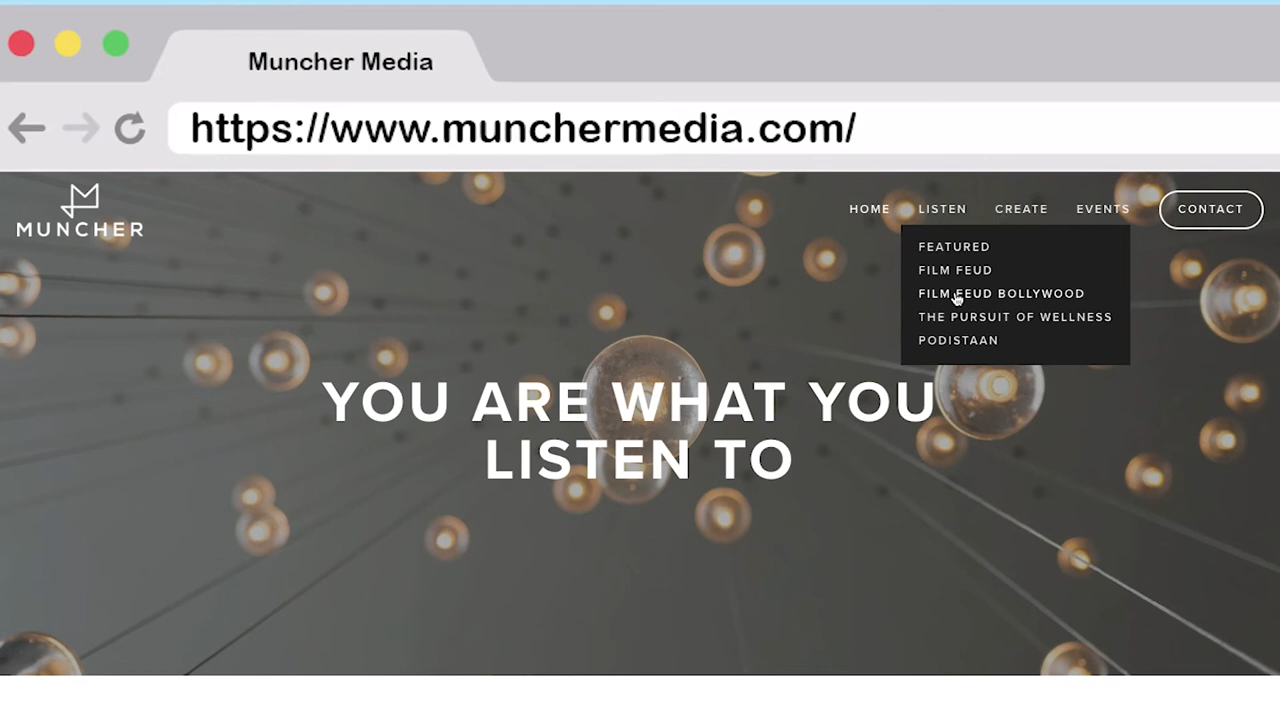 Muncher Media
https://www.munchermedia.com/
MUNCHER
HOME LISTEN CREATE EVENTS CONTACT
FEATURED
FILM FEUD
FILM FEUD BOLLYWOOD
THE PURSUIT OF WELLNESS
PODISTAAN
YOU ARE WHAT YOU
LISTEN TO